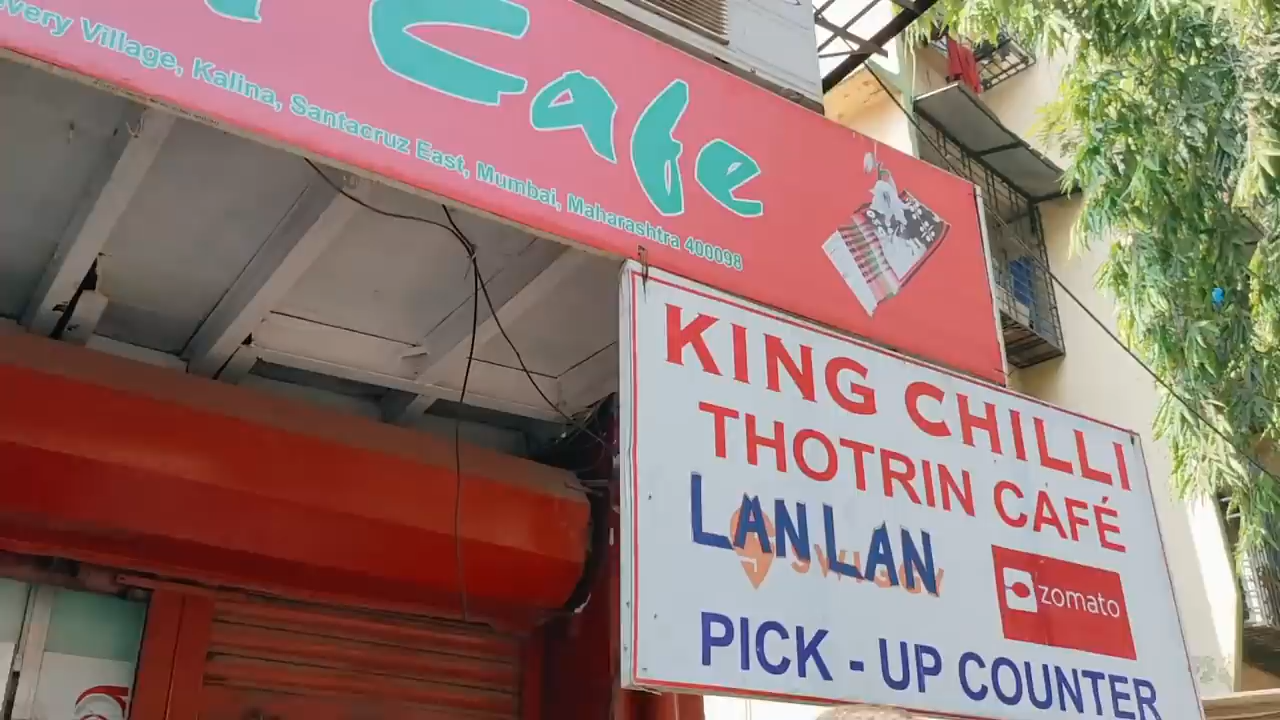 Cafe
very Village, Kalina, Santacruz East, Mumbai, Maharashtra 400098
KING CHILLI
THOTRIN CAFÉ
LAN LAN
SWIGGY
zomato
PICK - UP COUNTER